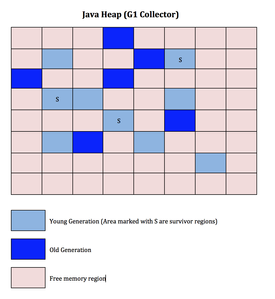 Java Heap (G1 Collector)
S
S
S
Young Generation (Area marked with S are survivor regions)
Old Generation
Free memory region